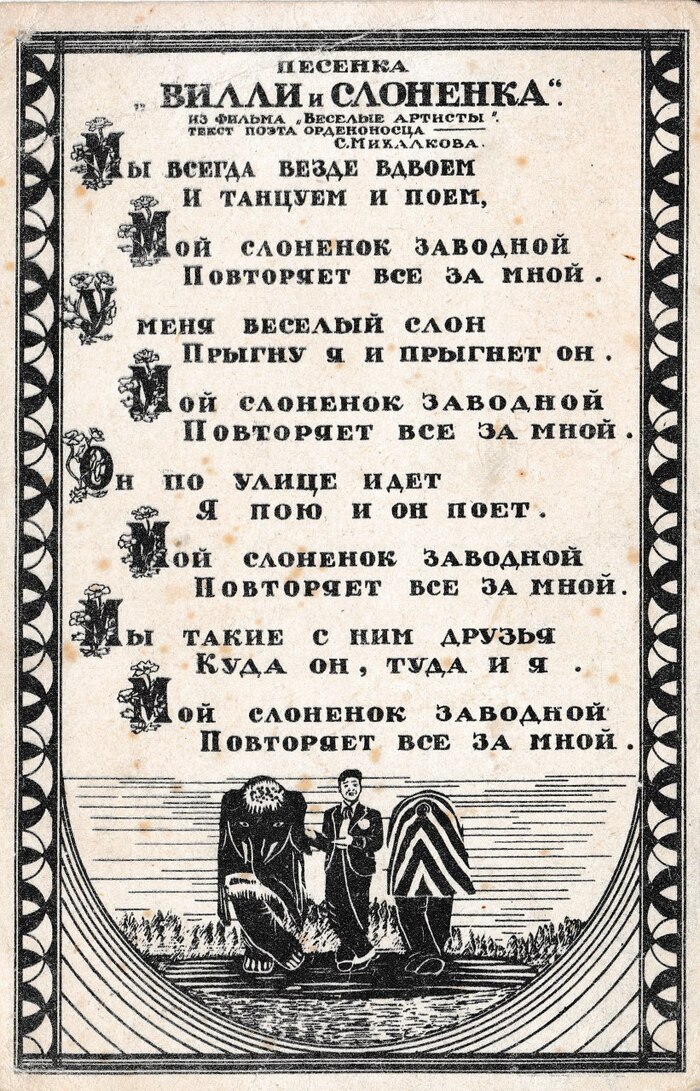 ПЕСЕНКА
„ВИЛЛИ и СЛОНЕНКА“.
ИЗ ФИЛЬМА „ВЕСЕЛЫЕ АРТИСТЫ“.
ТЕКСТ ПОЭТА ОРДЕНОНОСЦА ——
С. МИХАЛКОВА.
МЫ ВСЕГДА ВЕЗДЕ ВДВОЕМ
И ТАНЦУЕМ И ПОЕМ,
МОЙ СЛОНЕНОК ЗАВОДНОЙ
ПОВТОРЯЕТ ВСЕ ЗА МНОЙ.
У МЕНЯ ВЕСЕЛЫЙ СЛОН
ПРЫГНУ Я И ПРЫГНЕТ ОН.
МОЙ СЛОНЕНОК ЗАВОДНОЙ
ПОВТОРЯЕТ ВСЕ ЗА МНОЙ.
ОН ПО УЛИЦЕ ИДЕТ
Я ПОЮ И ОН ПОЕТ.
МОЙ СЛОНЕНОК ЗАВОДНОЙ
ПОВТОРЯЕТ ВСЕ ЗА МНОЙ.
МЫ ТАКИЕ С НИМ ДРУЗЬЯ
КУДА ОН, ТУДА И Я.
МОЙ СЛОНЕНОК ЗАВОДНОЙ
ПОВТОРЯЕТ ВСЕ ЗА МНОЙ.